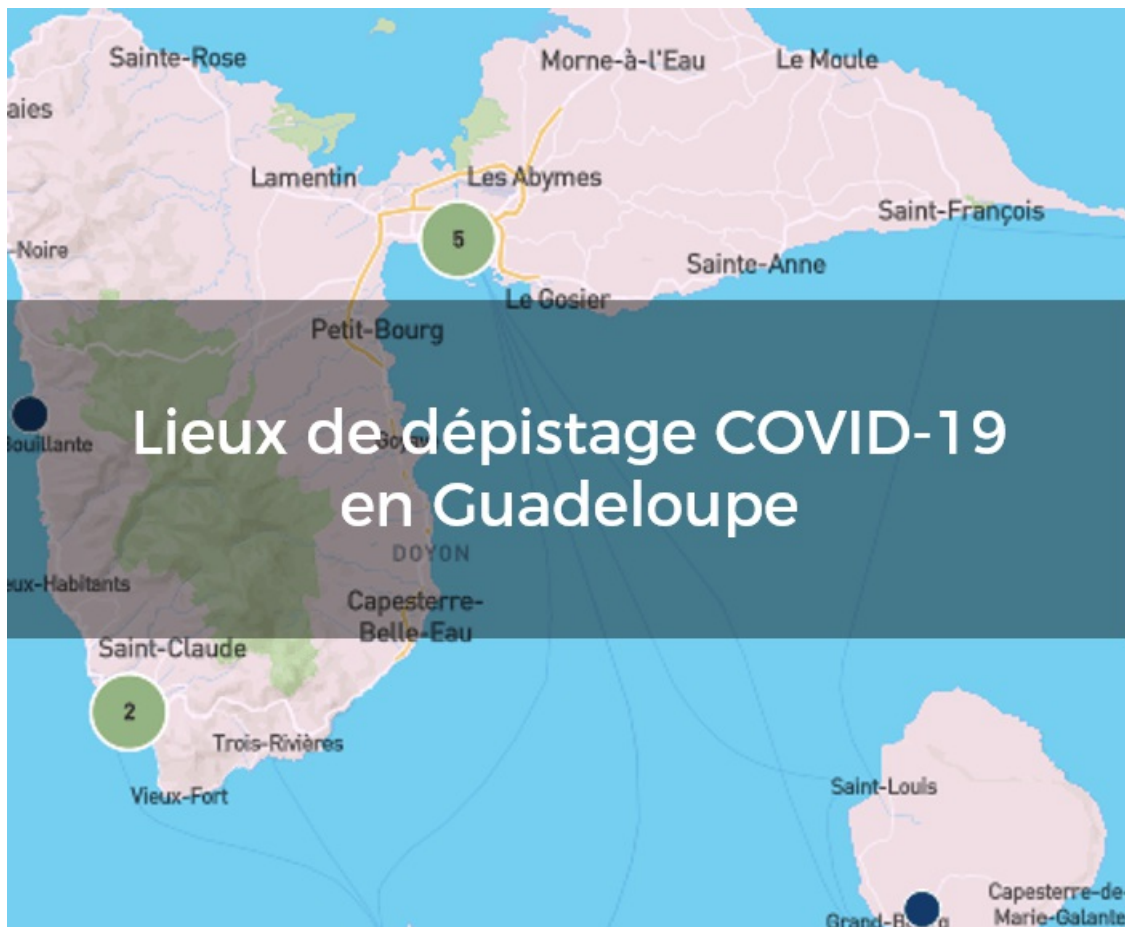 Sainte-Rose
Morne-à-l'Eau
Le Moule
aies
Lamentin
Les Abymes
Saint-François
5
-Noire
Sainte-Anne
Le Gosier
Petit-Bourg
Lieux de dépistage COVID-19
Bouillante
en Guadeloupe
DOYON
eux-Habitants
Capesterre-
Belle-Eau
Saint-Claude
2
Trois-Rivières
Vieux-Fort
Saint-Louis
Capesterre-de-
Marie-Galante